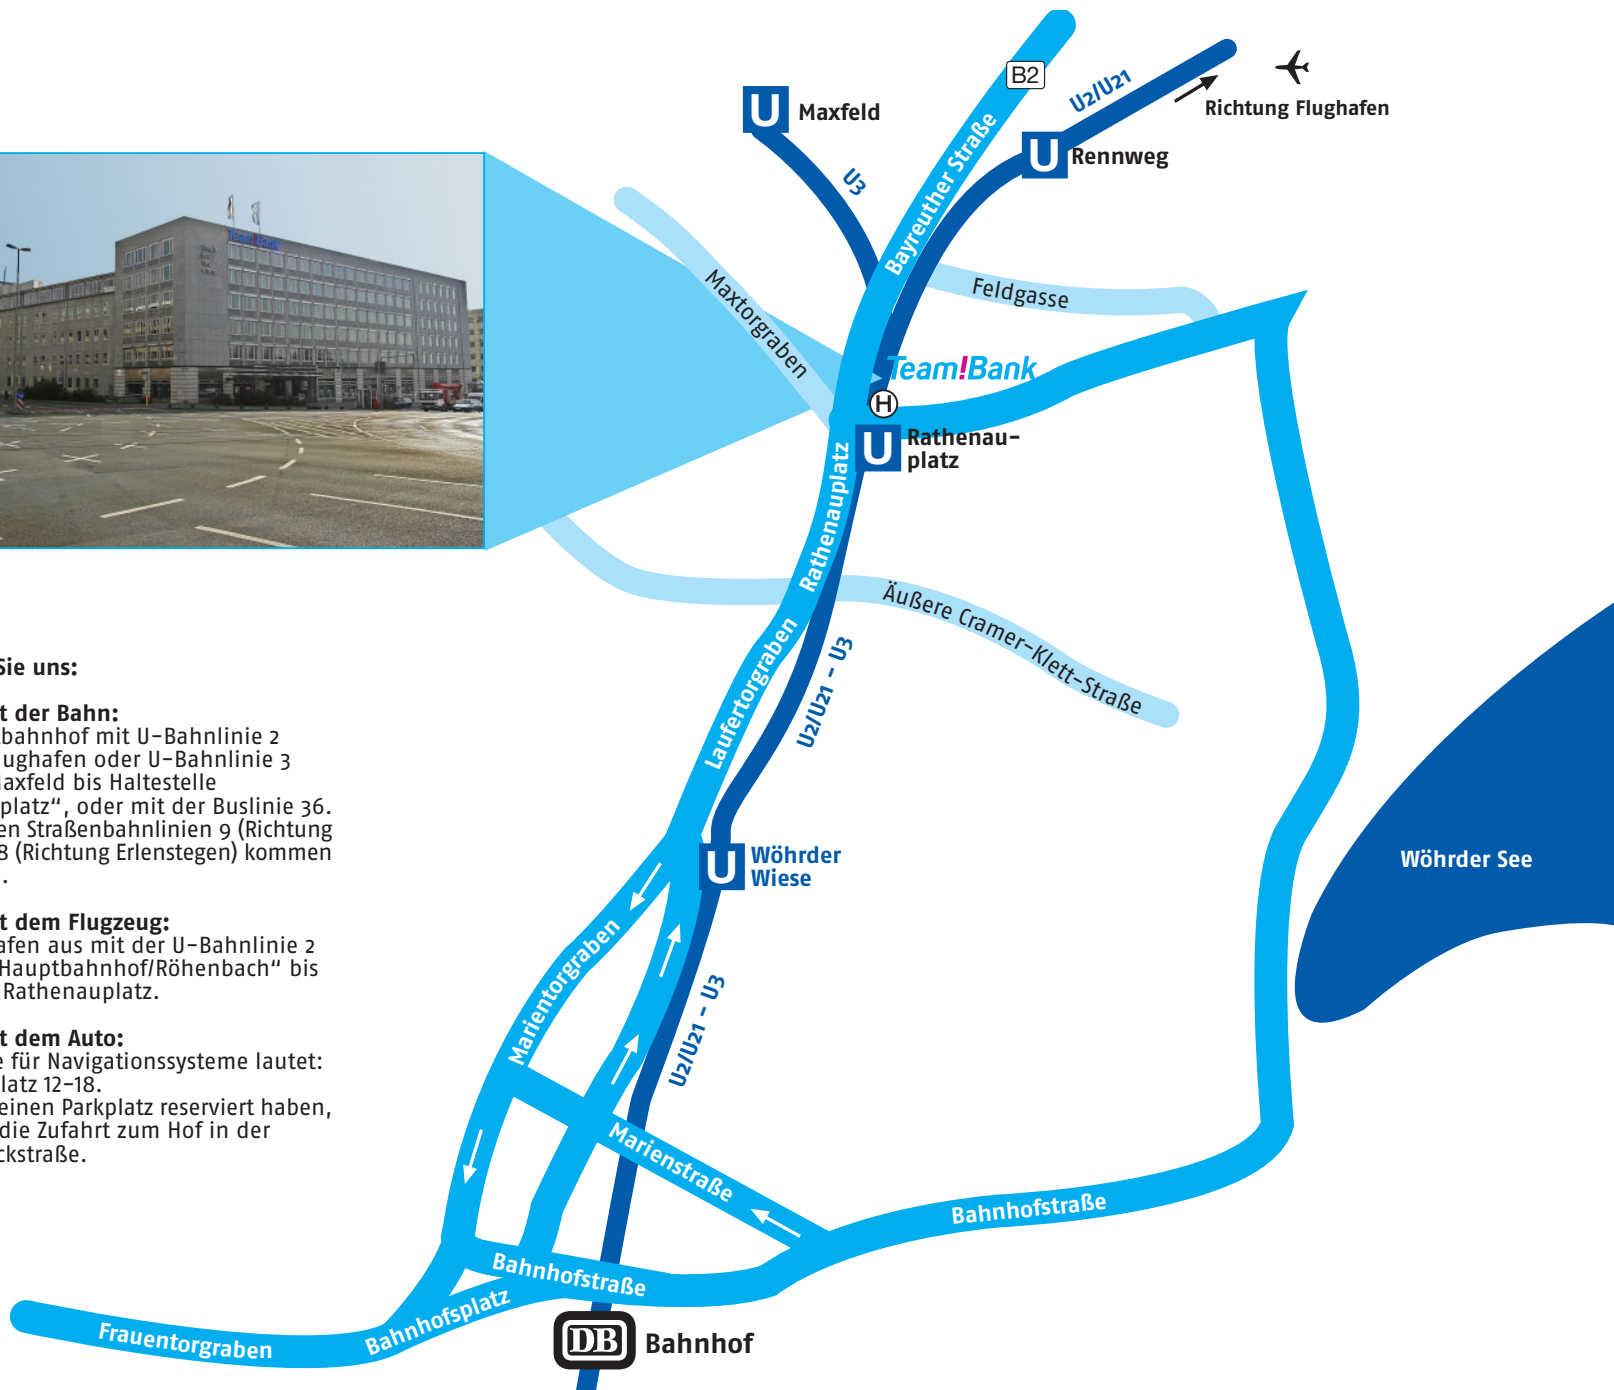 B2
U2/U21
Richtung Flughafen
U
Maxfeld
U
Rennweg
U3
Bayreuther Straße
Team!Bank
Maxtorgraben
Feldgasse
Team!Bank
H
U
Rathenau-
platz
Rathenauplatz
Äußere Cramer-Klett-Straße
Laufertorgraben
U2/U21 - U3
Sie uns:
t der Bahn:
bahnhof mit U-Bahnlinie 2
ughafen oder U-Bahnlinie 3
axfeld bis Haltestelle
platz“, oder mit der Buslinie 36.
en Straßenbahnlinien 9 (Richtung
8 (Richtung Erlenstegen) kommen
.
t dem Flugzeug:
afen aus mit der U-Bahnlinie 2
Hauptbahnhof/Röhenbach“ bis
Rathenauplatz.
t dem Auto:
e für Navigationssysteme lautet:
latz 12-18.
einen Parkplatz reserviert haben,
die Zufahrt zum Hof in der
ckstraße.
U
Wöhrder
Wiese
Wöhrder See
Marientorgraben
U2/U21 - U3
Marienstraße
Bahnhofstraße
Bahnhofstraße
Bahnhofsplatz
Frauentorgraben
DB
Bahnhof